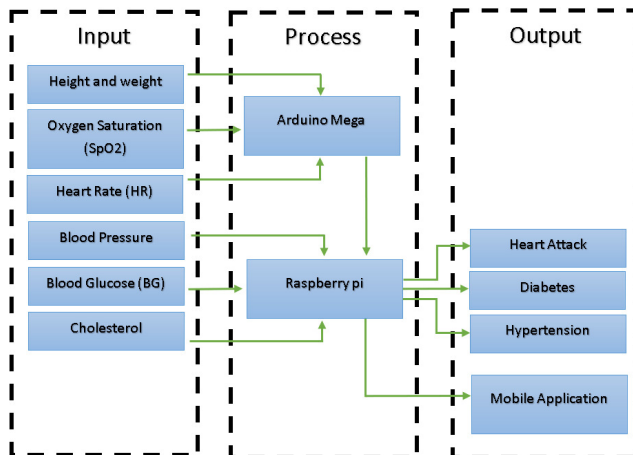 Input
Process
Output
Height and weight
Oxygen Saturation
(SpO2)
Heart Rate (HR)
Blood Pressure
Blood Glucose (BG)
Cholesterol
Arduino Mega
Raspberry pi
Heart Attack
Diabetes
Hypertension
Mobile Application